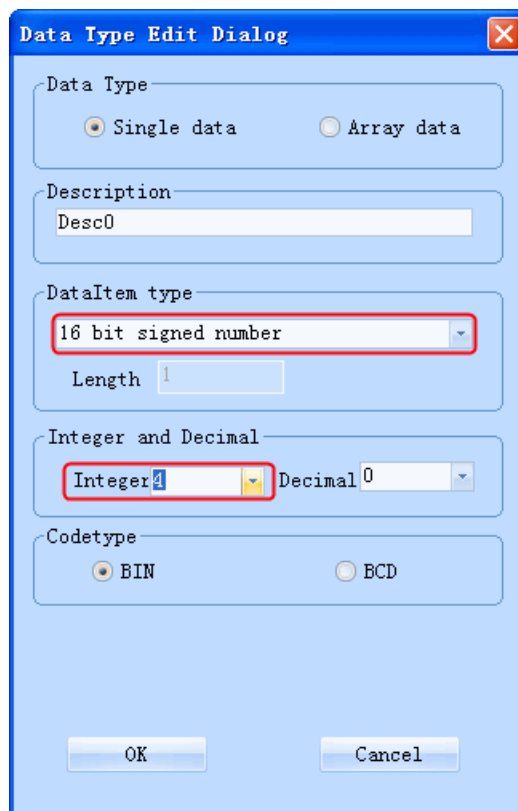 Data Type Edit Dialog
Data Type
Single data Array data
Description
Desc0
DataItem type
16 bit signed number
Length 1
Integer and Decimal
Integer 4 Decimal 0
Codetype
BIN BCD
OK Cancel